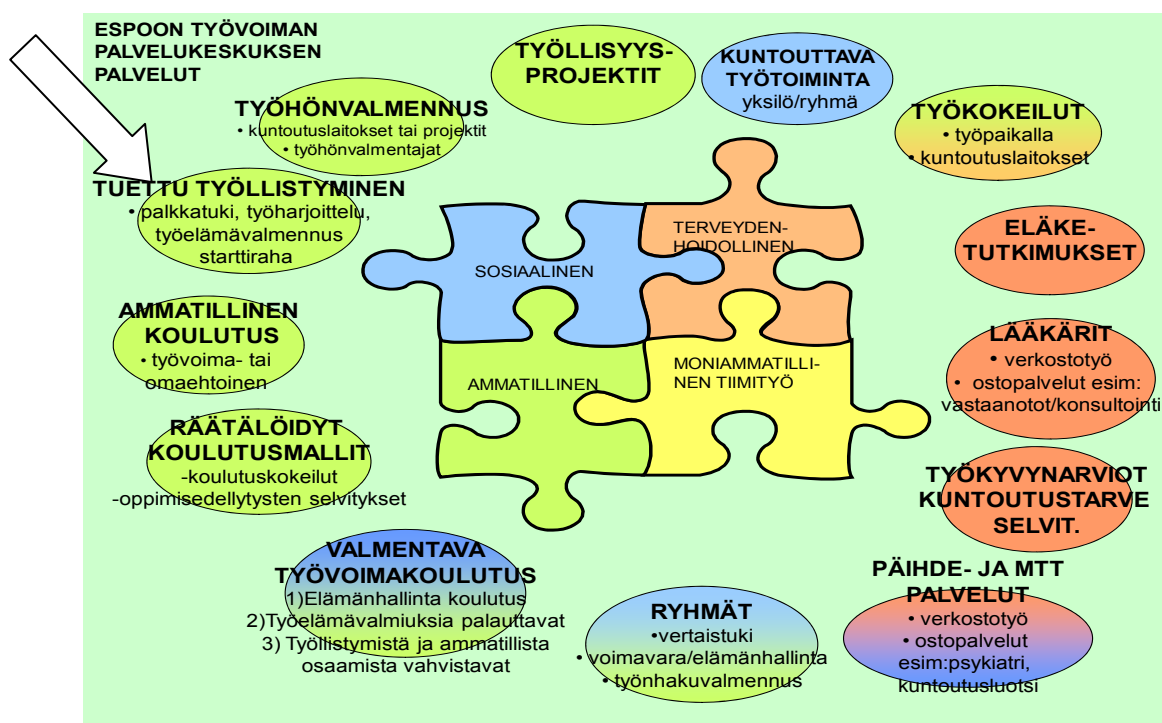 ESPOON TYÖVOIMAN
PALVELUKESKUKSEN
PALVELUT
TYÖLLISYYS-
PROJEKTIT
KUNTOUTTAVA
TYÖTOIMINTA
yksilö/ryhmä
TYÖHÖNVALMENNUS
• kuntoutuslaitokset tai projektit
• työhönvalmentajat
TYÖKOKEILUT
• työpaikalla
• kuntoutuslaitokset
TUETTU TYÖLLISTYMINEN
• palkkatuki, työharjoittelu,
työelämävalmennus
starttiraha
ELÄKE-
TUTKIMUKSET
SOSIAALINEN
TERVEYDEN-
HOIDOLLINEN
AMMATILLINEN
MONIAMMATILLI-
NEN TIIMITYÖ
AMMATILLINEN
KOULUTUS
• työvoima- tai
omaehtoinen
LÄÄKÄRIT
• verkostotyö
• ostopalvelut esim:
vastaanotot/konsultointi
RÄÄTÄLÖIDYT
KOULUTUSMALLIT
-koulutuskokeilut
-oppimisedellytysten selvitykset
TYÖKYVYNARVIOT
KUNTOUTUSTARVE
SELVIT.
VALMENTAVA
TYÖVOIMAKOULUTUS
1)Elämänhallinta koulutus
2)Työelämävalmiuksia palauttavat
3) Työllistymistä ja ammatillista
osaamista vahvistavat
RYHMÄT
•vertaistuki
• voimavara/elämänhallinta
• työnhakuvalmennus
PÄIHDE- JA MTT
PALVELUT
• verkostotyö
• ostopalvelut
esim:psykiatri,
kuntoutusluotsi